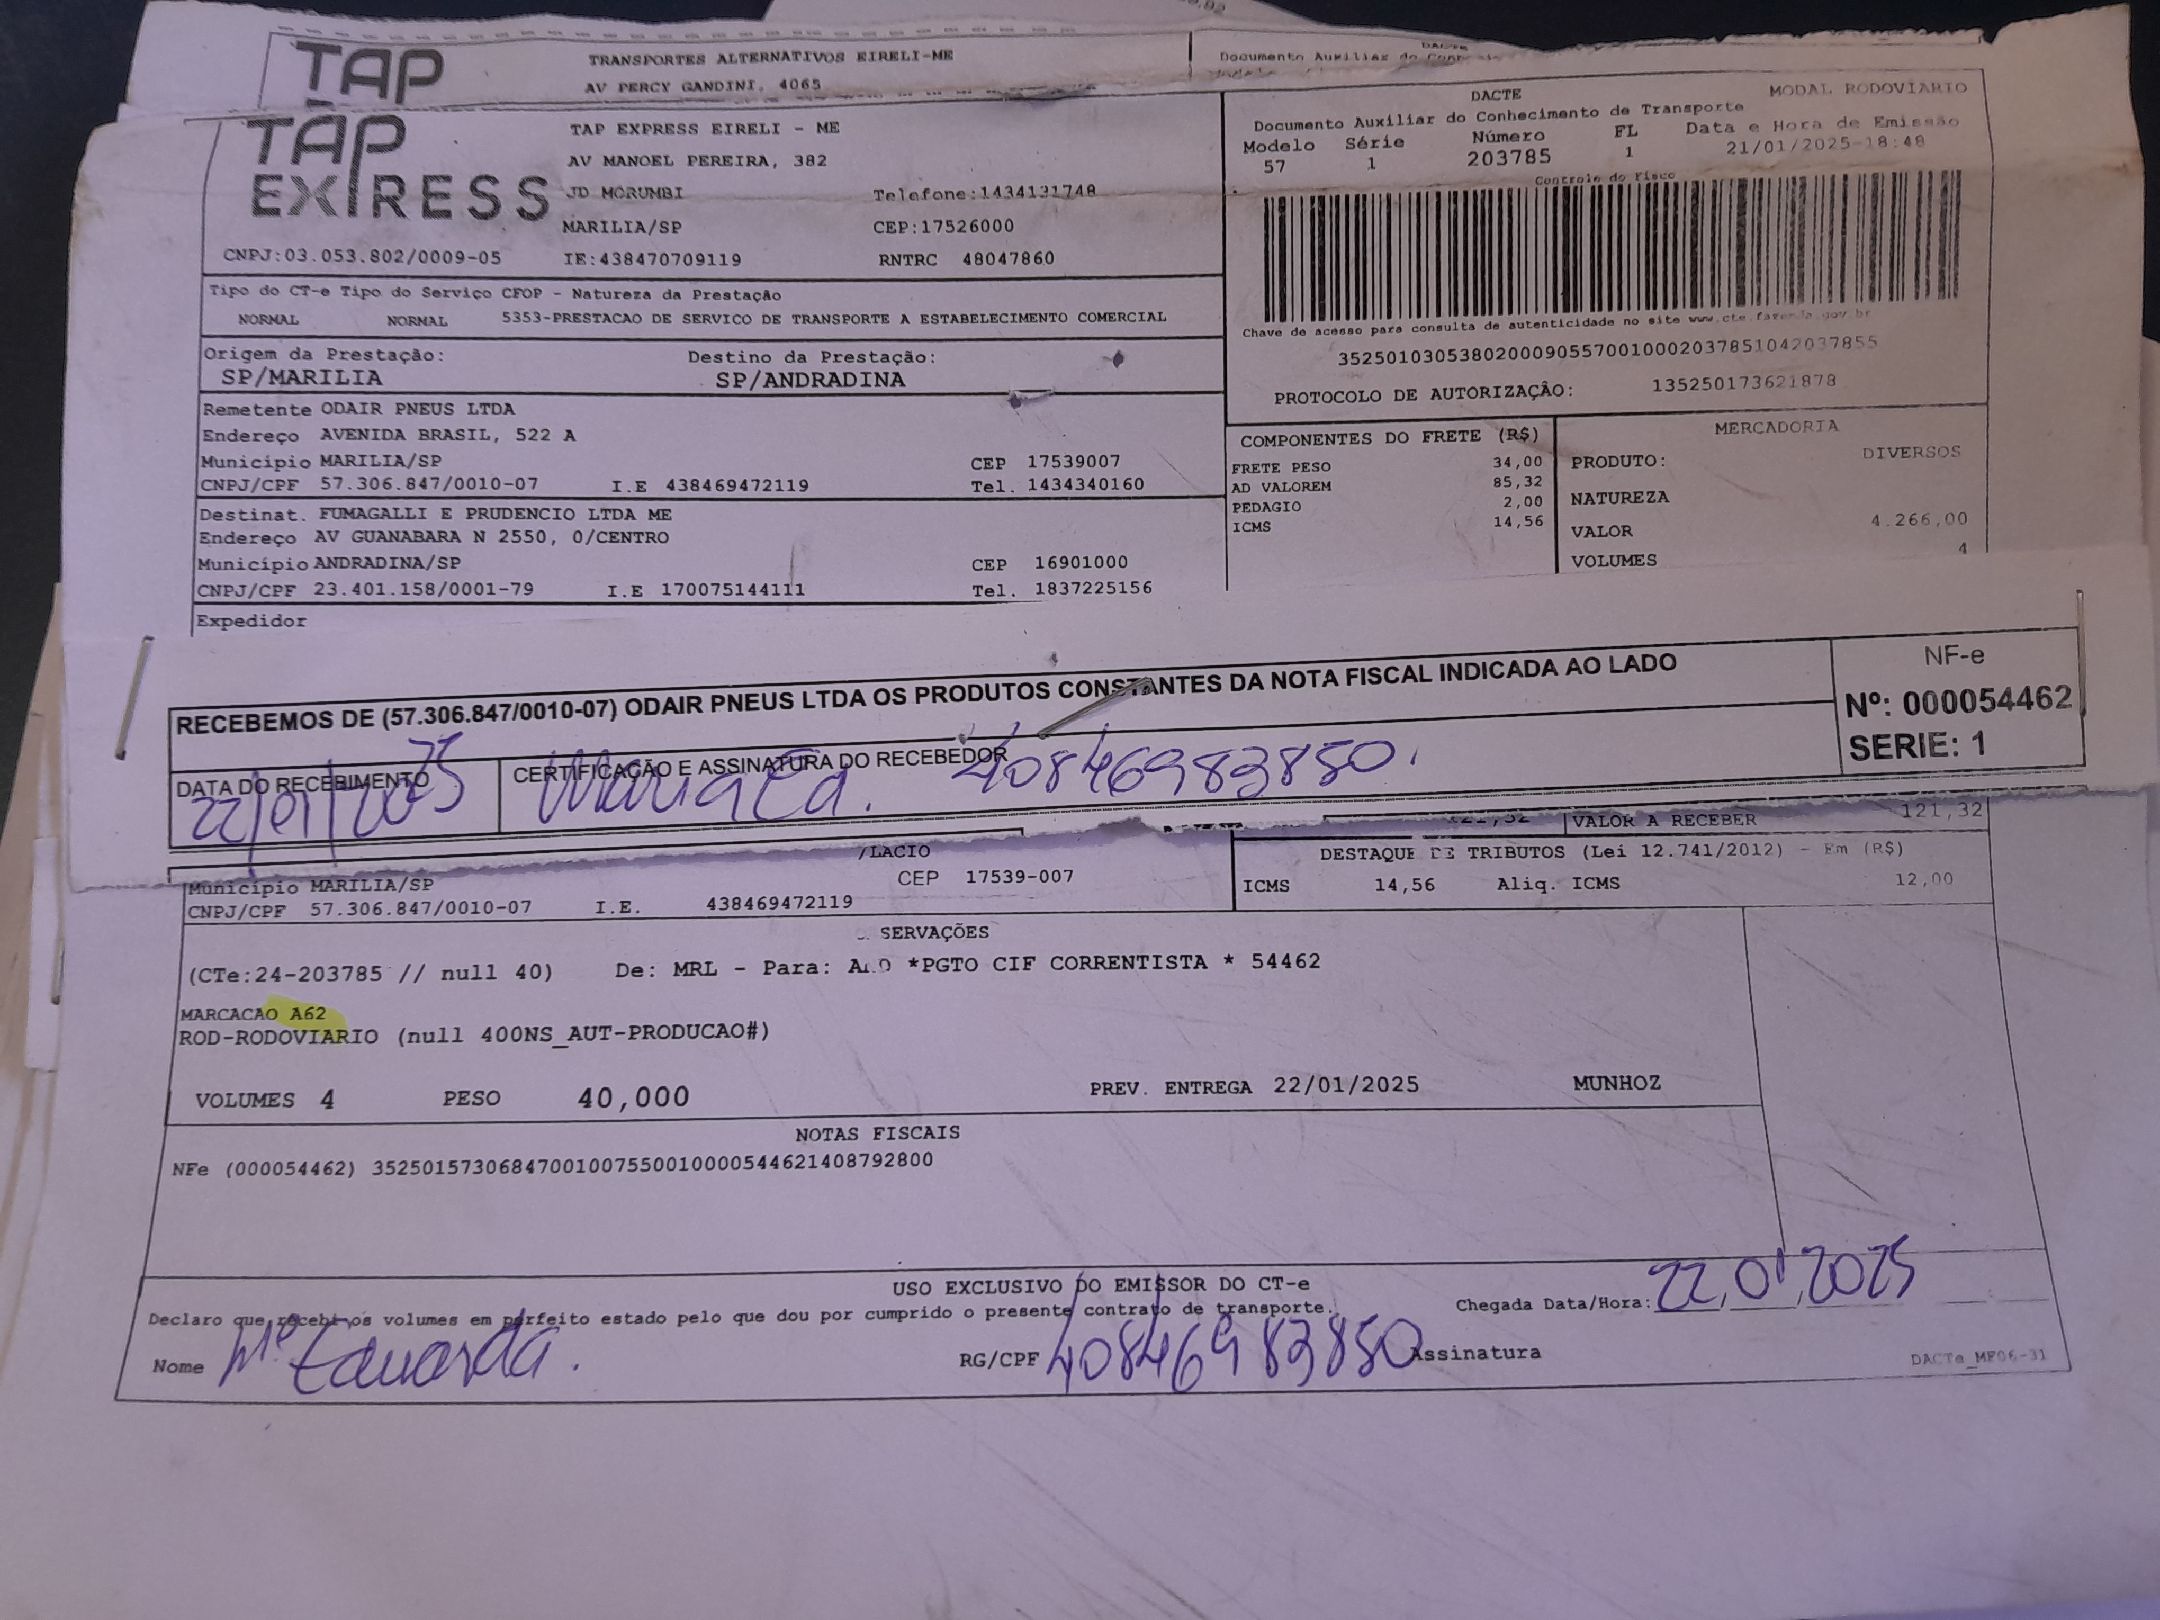 TAP
TRANSPORTES ALTERNATIVOS EIRELI-ME
AV PERCY GANDINI, 4065
DACTE
Documento Auxiliar do
TAP
EXPRESS
TAP EXPRESS EIRELI - ME
AV MANOEL PEREIRA, 382
JD MORUMBI Telefone:1434131748
MARILIA/SP CEP:17526000
CNPJ:03.053.802/0009-05 IE:438470709119 RNTRC 48047860
DACTE MODAL RODOVIARIO
Documento Auxiliar do Conhecimento de Transporte
Modelo Série Número FL Data e Hora de Emissão
57 1 203785 1 21/01/2025-18:48
Controle do Fisco
Chave de acesso para consulta de autenticidade no site www.cte.fazenda.gov.br
35250103053802000905570010002037851042037855
PROTOCOLO DE AUTORIZAÇÃO: 135250173621878
Tipo do CT-e Tipo do Serviço CFOP - Natureza da Prestação
NORMAL NORMAL 5353-PRESTACAO DE SERVICO DE TRANSPORTE A ESTABELECIMENTO COMERCIAL
Origem da Prestação: Destino da Prestação:
SP/MARILIA SP/ANDRADINA
Remetente ODAIR PNEUS LTDA
Endereço AVENIDA BRASIL, 522 A
Município MARILIA/SP CEP 17539007
CNPJ/CPF 57.306.847/0010-07 I.E 438469472119 Tel. 1434340160
Destinat. FUMAGALLI E PRUDENCIO LTDA ME
Endereço AV GUANABARA N 2550, 0/CENTRO
Município ANDRADINA/SP CEP 16901000
CNPJ/CPF 23.401.158/0001-79 I.E 170075144111 Tel. 1837225156
Expedidor
COMPONENTES DO FRETE (R$)
FRETE PESO 34,00
AD VALOREM 85,32
PEDAGIO 2,00
ICMS 14,56
MERCADORIA
PRODUTO: DIVERSOS
NATUREZA
VALOR 4.266,00
VOLUMES 4
RECEBEMOS DE (57.306.847/0010-07) ODAIR PNEUS LTDA OS PRODUTOS CONSTANTES DA NOTA FISCAL INDICADA AO LADO
NF-e
Nº: 000054462
SERIE: 1
DATA DO RECEBIMENTO CERTIFICAÇÃO E ASSINATURA DO RECEBEDOR
22/01/2025 40846983850.
VALOR A RECEBER 121,32
CEP 17539-007
Município MARILIA/SP
CNPJ/CPF 57.306.847/0010-07 I.E. 438469472119
DESTAQUE DE TRIBUTOS (Lei 12.741/2012) - Em (R$)
ICMS 14,56 Aliq. ICMS 12,00
SERVAÇÕES
(CTe:24-203785 // null 40) De: MRL - Para: *PGTO CIF CORRENTISTA * 54462
MARCACAO A62
ROD-RODOVIARIO (null 400NS_AUT-PRODUCAO#)
VOLUMES 4 PESO 40,000 PREV. ENTREGA 22/01/2025 MUNHOZ
NOTAS FISCAIS
NFe (000054462) 35250157306847001007550010000544621408792800
USO EXCLUSIVO DO EMISSOR DO CT-e
Declaro que recebi os volumes em perfeito estado pelo que dou por cumprido o presente contrato de transporte.
Chegada Data/Hora: 22,01,2025
Nome Mª Eduarda. RG/CPF 40846983850 Assinatura
DACTe_MF06-31